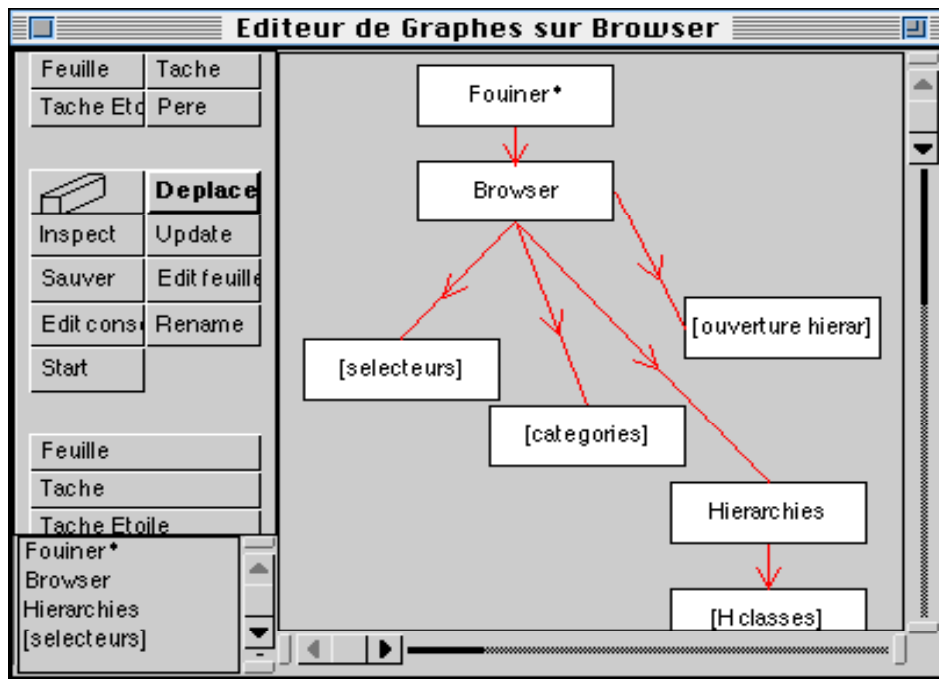 Editeur de Graphes sur Browser
Feuille
Tache
Tache Etc
Pere
Deplace
Inspect
Update
Sauver
Edit feuille
Edit cons
Rename
Start
Feuille
Tache
Tache Etoile
Fouiner*
Browser
Hierarchies
[selecteurs]
Fouiner*
Browser
[ouverture hierar]
[selecteurs]
[categories]
Hierarchies
[H classes]